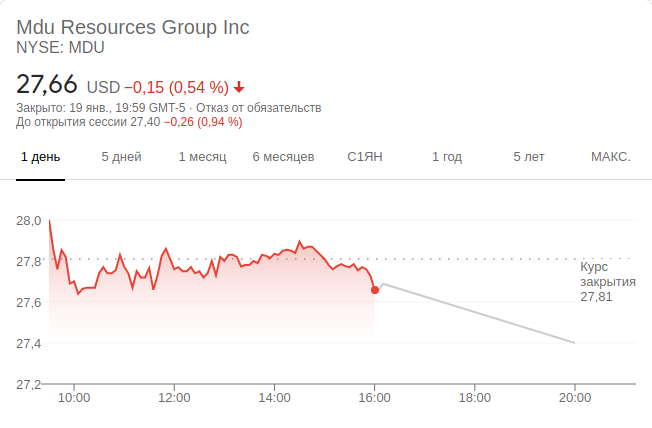 Mdu Resources Group Inc
NYSE: MDU
27,66 USD −0,15 (0,54 %)
Закрыто: 19 янв., 19:59 GMT-5 · Отказ от обязательств
До открытия сессии 27,40 −0,26 (0,94 %)
1 день 5 дней 1 месяц 6 месяцев С1ЯН 1 год 5 лет МАКС.
28,0
27,8
Курс
закрытия
27,81
27,6
27,4
27,2
10:00 12:00 14:00 16:00 18:00 20:00